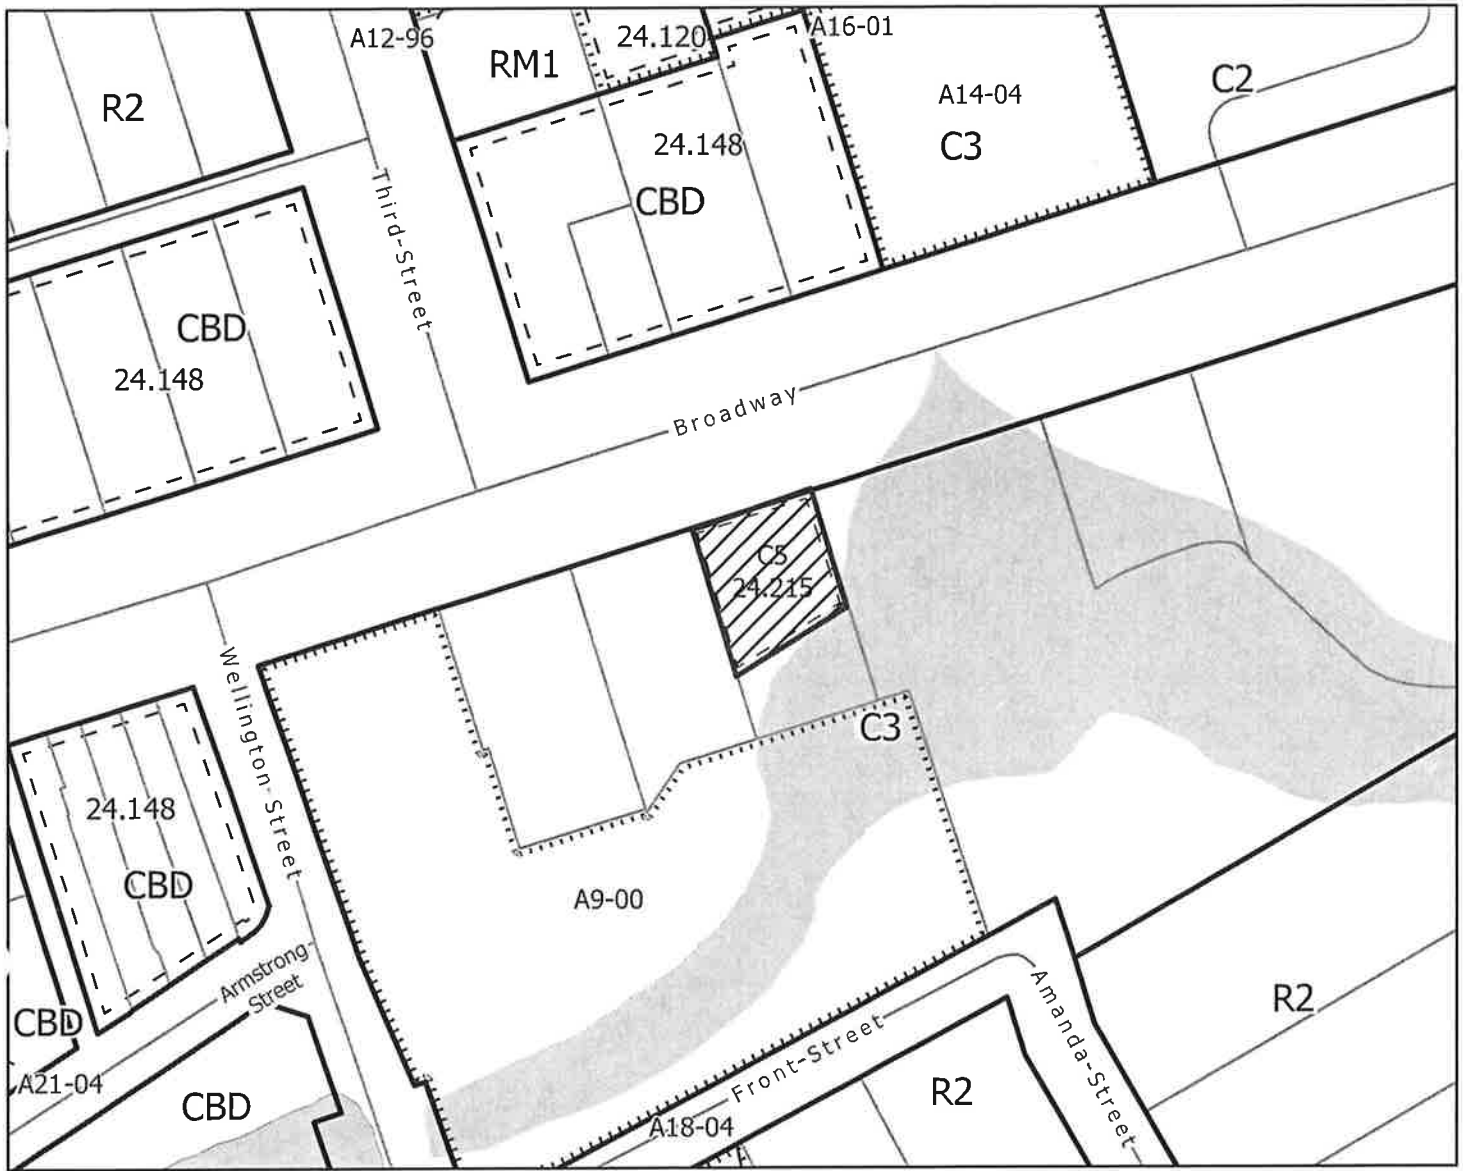 A12-96
24.120
A16-01
RM1
R2
A14-04
C2
C3
24.148
CBD
Third Street
CBD
24.148
Broadway
C5
24.215
Wellington Street
C3
24.148
CBD
A9-00
Armstrong
Street
Amanda Street
R2
CBD
Front Street
A21-04
CBD
R2
A18-04